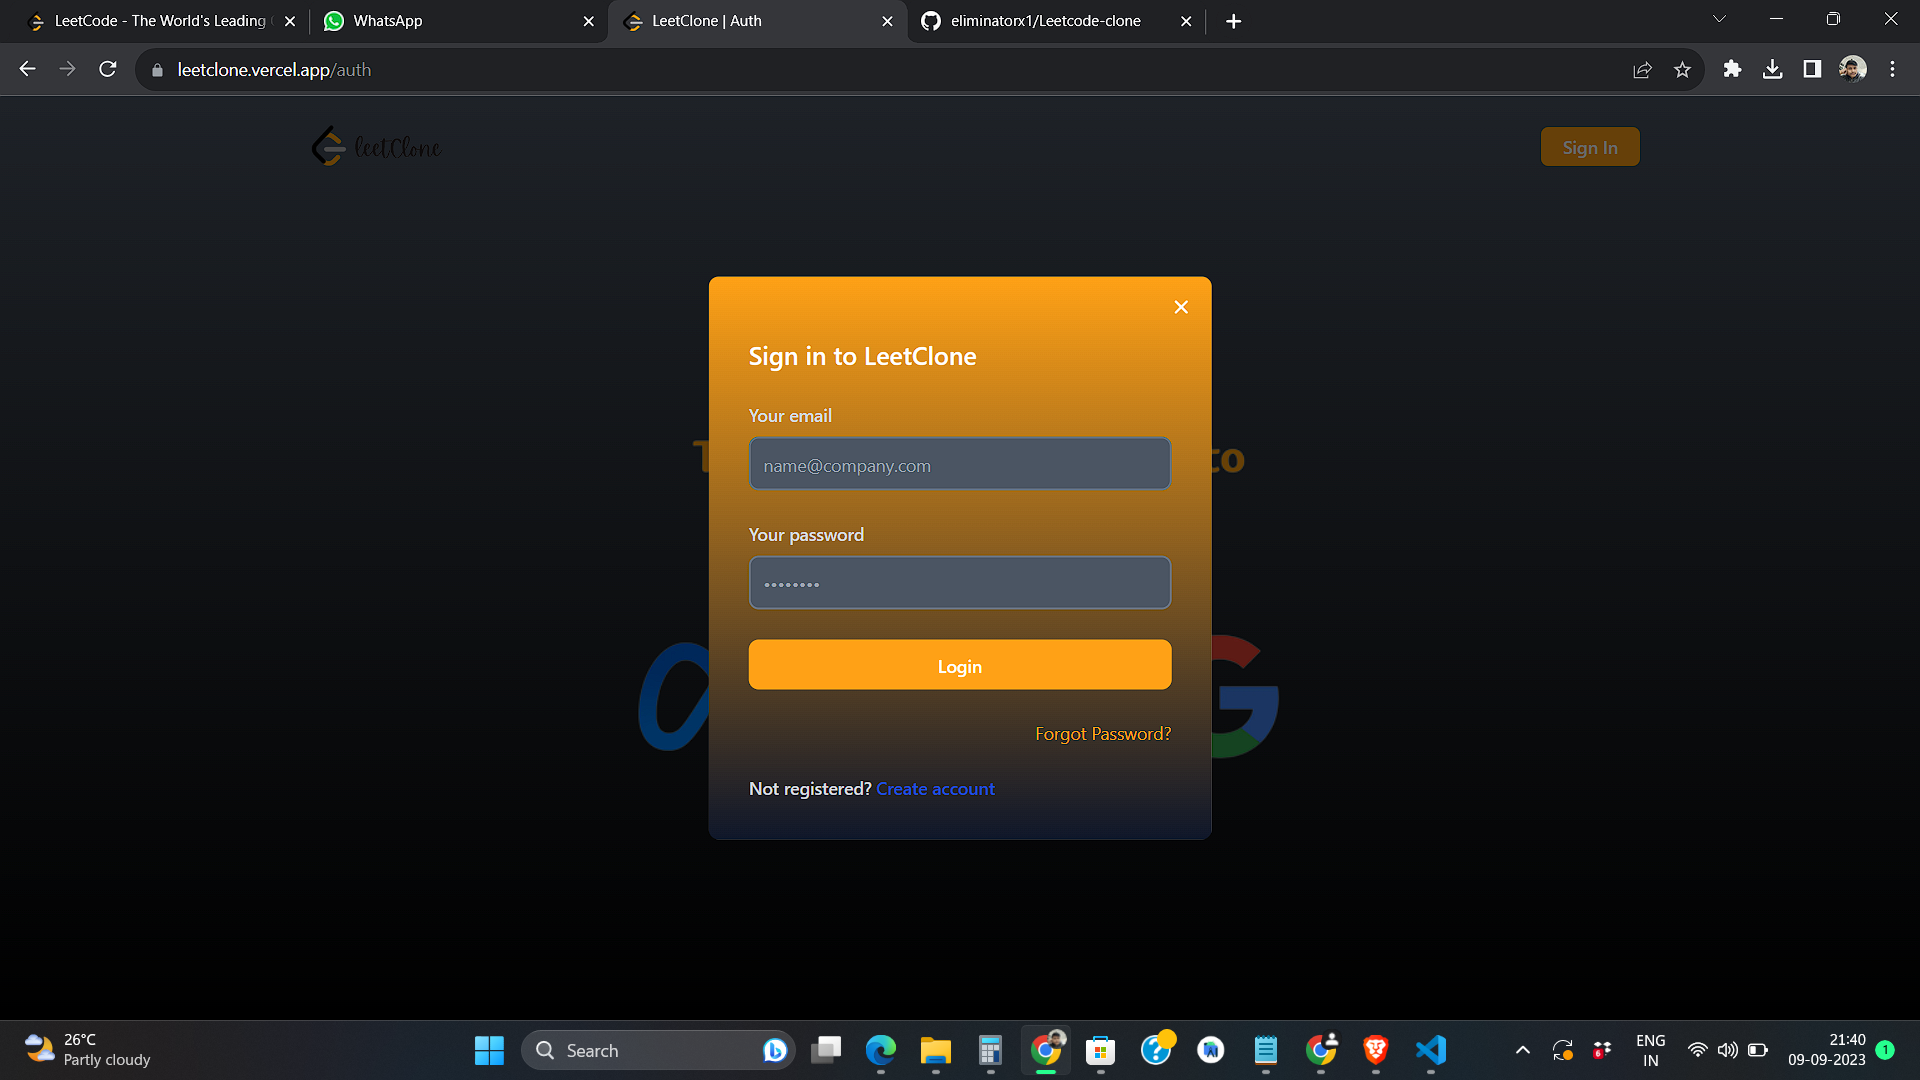 LeetCode - The World's Leading
WhatsApp
LeetClone | Auth
eliminatorx1/Leetcode-clone
leetclone.vercel.app/auth
leetClone
Sign In
Sign in to LeetClone
Your email
name@company.com
to
Your password
••••••••
Login
Forgot Password?
Not registered? Create account
26°C
Partly cloudy
Search
ENG
IN
21:40
09-09-2023
1